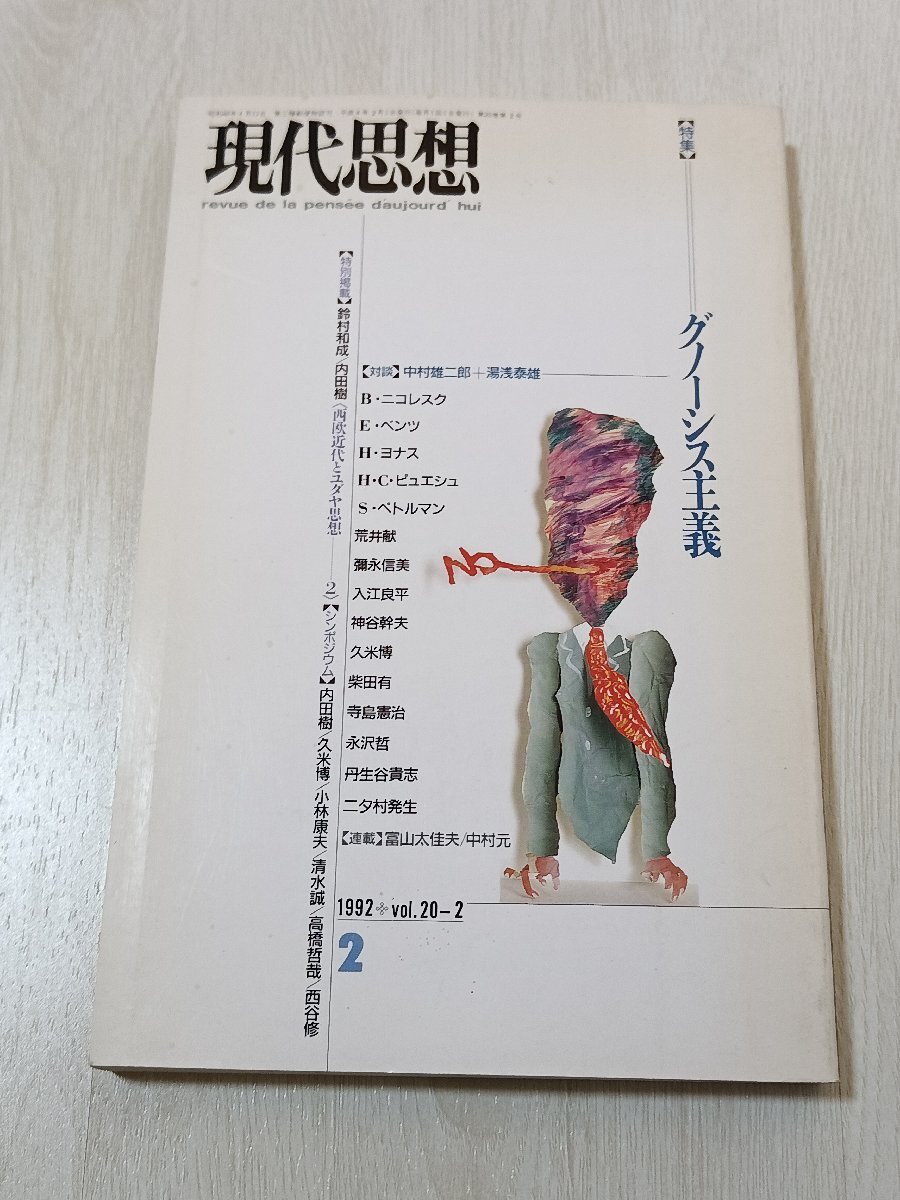 現代思想
revue de la pensée d'aujourd' hui
【特集】
グノーシス主義
【対談】中村雄二郎+湯浅泰雄
B・ニコレスク
E・ベンツ
H・ヨナス
H・C・ピュエシュ
S・ペトルマン
荒井献
彌永信美
入江良平
神谷幹夫
久米博
柴田有
寺島憲治
永沢哲
丹生谷貴志
二夕村発生
【連載】富山太佳夫/中村元
【特別掲載】鈴村和成/内田樹〈西欧近代とユダヤ思想——2〉【シンポジウム】内田樹/久米博/小林康夫/清水誠/高橋哲哉/西谷修
1992 vol.20-2
2